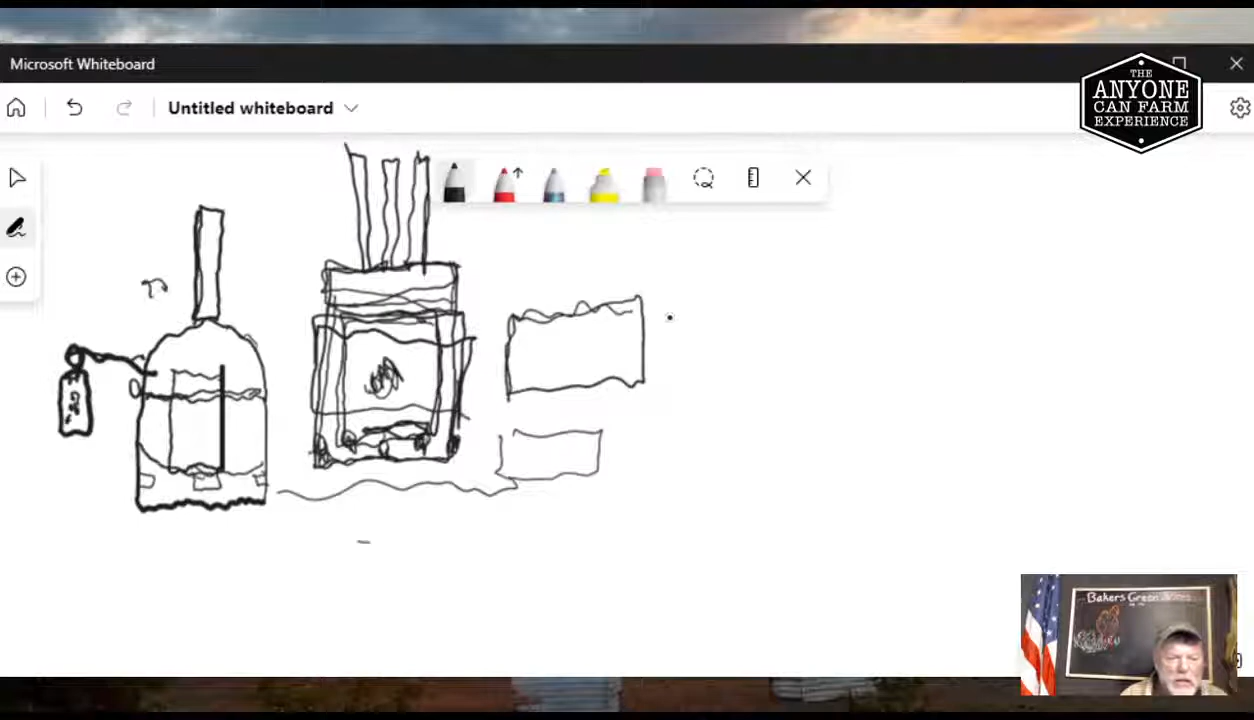 Microsoft Whiteboard
THE
ANYONE
CAN FARM
EXPERIENCE
Untitled whiteboard
Bakers Green Acres